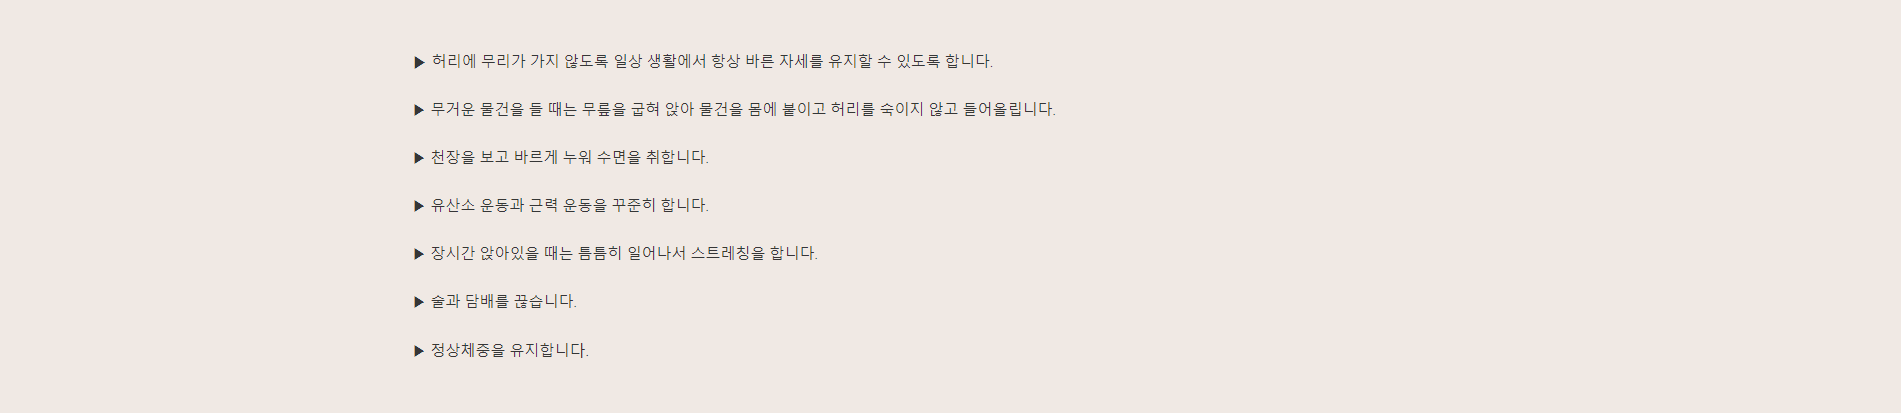 ▶ 허리에 무리가 가지 않도록 일상 생활에서 항상 바른 자세를 유지할 수 있도록 합니다.
▶ 무거운 물건을 들 때는 무릎을 굽혀 앉아 물건을 몸에 붙이고 허리를 숙이지 않고 들어올립니다.
▶ 천장을 보고 바르게 누워 수면을 취합니다.
▶ 유산소 운동과 근력 운동을 꾸준히 합니다.
▶ 장시간 앉아있을 때는 틈틈히 일어나서 스트레칭을 합니다.
▶ 술과 담배를 끊습니다.
▶ 정상체중을 유지합니다.